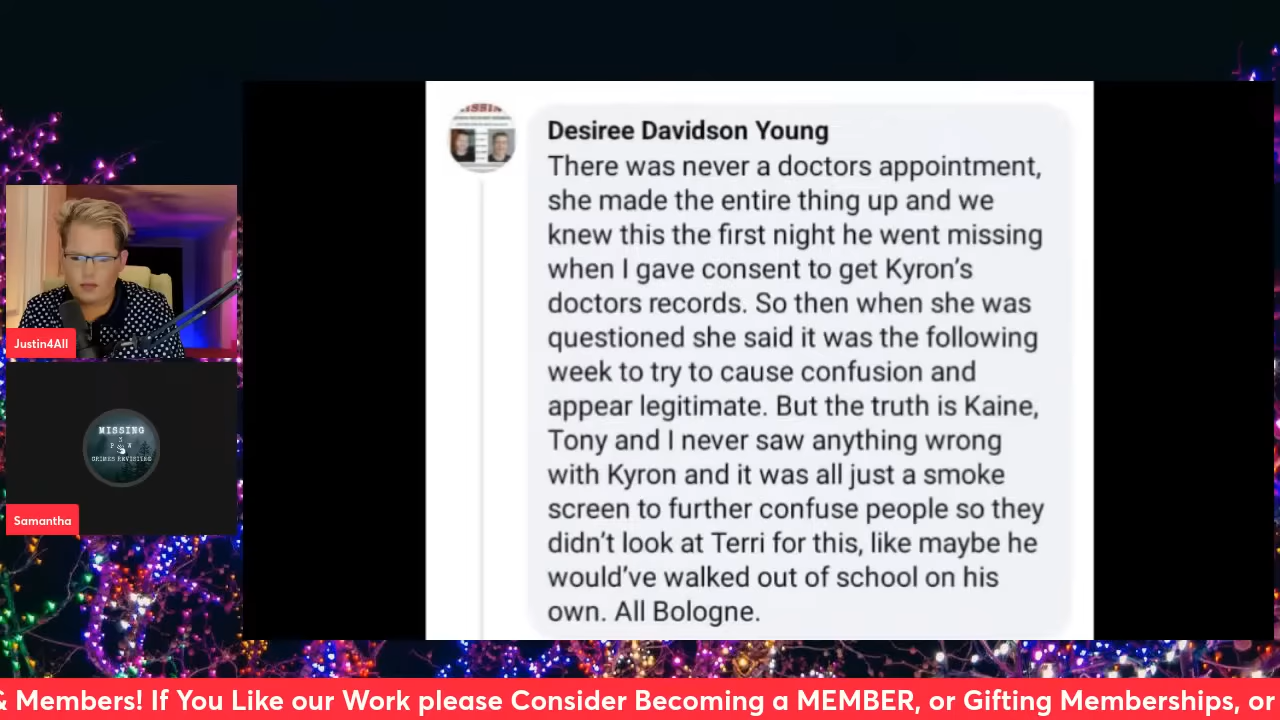 Desiree Davidson Young
There was never a doctors appointment,
she made the entire thing up and we
knew this the first night he went missing
when I gave consent to get Kyron’s
doctors records. So then when she was
questioned she said it was the following
week to try to cause confusion and
appear legitimate. But the truth is Kaine,
Tony and I never saw anything wrong
with Kyron and it was all just a smoke
screen to further confuse people so they
didn’t look at Terri for this, like maybe he
would’ve walked out of school on his
own. All Bologne.
Justin4All
MISSING
CRIMES REVISITED
Samantha
& Members! If You Like our Work please Consider Becoming a MEMBER, or Gifting Memberships, or